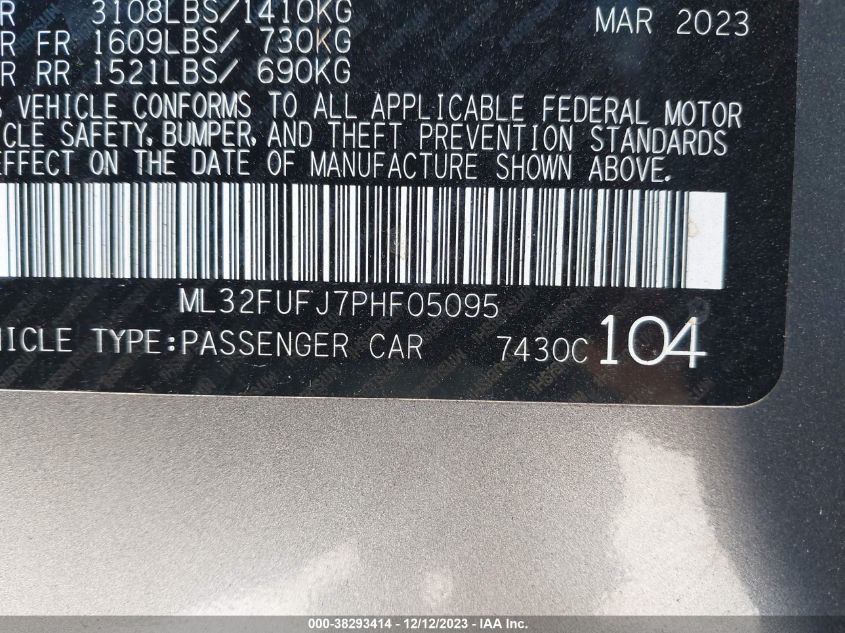 R 3108LBS/1410KG MAR 2023
R FR 1609LBS/ 730KG
R RR 1521LBS/ 690KG
S VEHICLE CONFORMS TO ALL APPLICABLE FEDERAL MOTOR
ICLE SAFETY, BUMPER, AND THEFT PREVENTION STANDARDS
EFFECT ON THE DATE OF MANUFACTURE SHOWN ABOVE.
ML32FUFJ7PHF05095
HICLE TYPE:PASSENGER CAR 7430C 104
000-38293414 - 12/12/2023 - IAA Inc.